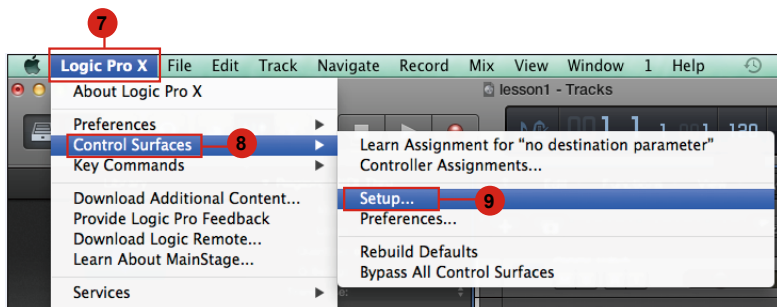 7
Logic Pro X File Edit Track Navigate Record Mix View Window 1 Help
About Logic Pro X
lesson1 - Tracks
Preferences
Control Surfaces 8
Key Commands
Learn Assignment for "no destination parameter"
Controller Assignments...
Download Additional Content...
Setup... 9
Provide Logic Pro Feedback
Preferences...
Download Logic Remote...
Learn About MainStage...
Rebuild Defaults
Bypass All Control Surfaces
Services